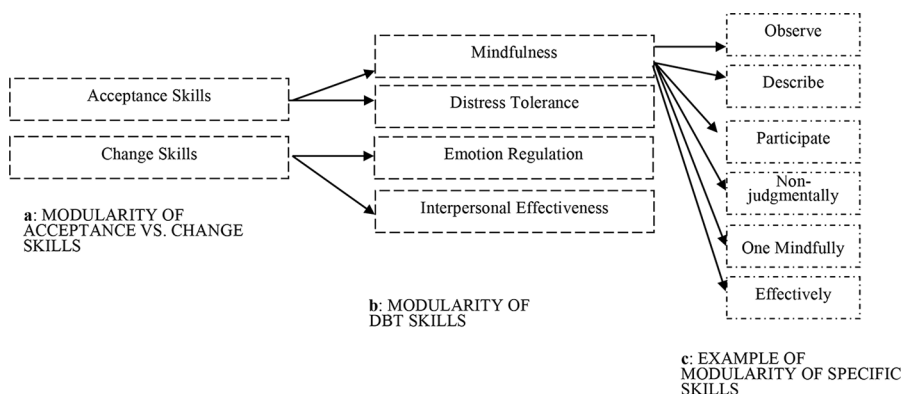 Acceptance Skills
Change Skills
a: MODULARITY OF
ACCEPTANCE VS. CHANGE
SKILLS
Mindfulness
Distress Tolerance
Emotion Regulation
Interpersonal Effectiveness
b: MODULARITY OF
DBT SKILLS
Observe
Describe
Participate
Non-
judgmentally
One Mindfully
Effectively
c: EXAMPLE OF
MODULARITY OF SPECIFIC
SKILLS